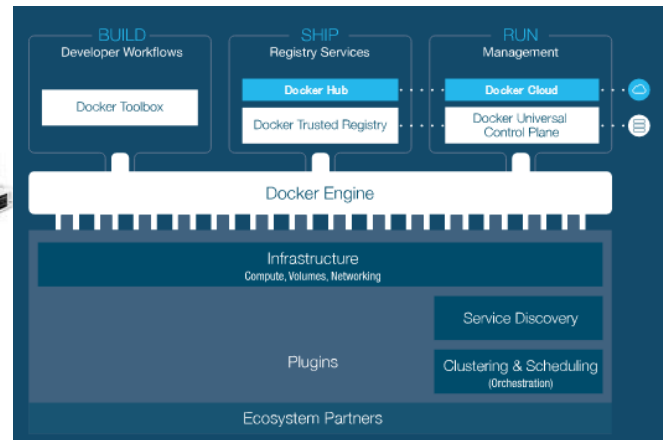 BUILD
Developer Workflows
Docker Toolbox
SHIP
Registry Services
Docker Hub
Docker Trusted Registry
RUN
Management
Docker Cloud
Docker Universal
Control Plane
Docker Engine
Infrastructure
Compute, Volumes, Networking
Service Discovery
Plugins
Clustering & Scheduling
(Orchestration)
Ecosystem Partners